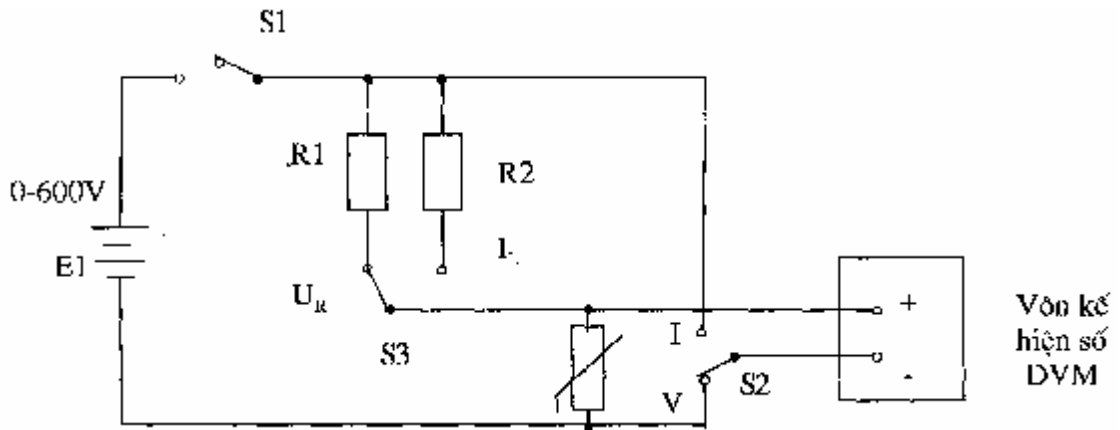 S1
R1
R2
0-600V
E1
I
U_R
S3
I
V
S2
+
-
Vôn kế
hiện số
DVM